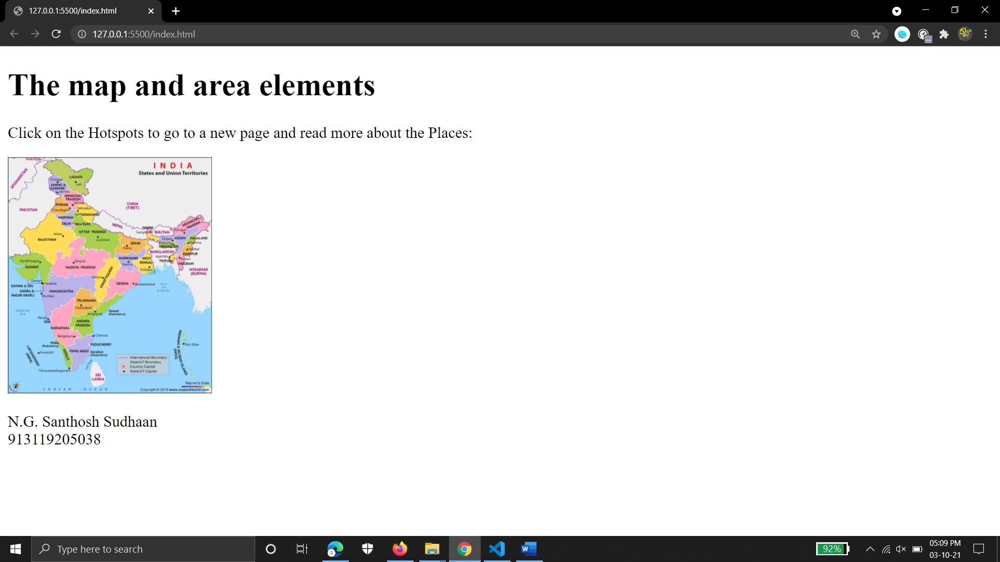 127.0.0.1:5500/index.html
127.0.0.1:5500/index.html
The map and area elements
Click on the Hotspots to go to a new page and read more about the Places:
TAJIKISTAN
INDIA
States and Union Territories
AFGHANISTAN
LADAKH
Leh
Srinagar
JAMMU &
KASHMIR
Jammu
HIMACHAL
PRADESH
Shimla
PUNJAB
Chandigarh
Dehradun
UTTARAKHAND
CHINA
(TIBET)
PAKISTAN
HARYANA
DELHI
New Delhi
NEPAL
SIKKIM
Gangtok
BHUTAN
ARUNACHAL
PRADESH
Itanagar
UTTAR PRADESH
Lucknow
Jaipur
RAJASTHAN
BIHAR
Patna
Dispur
ASSAM
NAGALAND
Kohima
Shillong
MEGHALAYA
Imphal
MANIPUR
BANGLADESH
Agartala
TRIPURA
Aizawl
MIZORAM
MYANMAR
(BURMA)
Gandhinagar
GUJARAT
Bhopal
MADHYA PRADESH
JHARKHAND
Ranchi
WEST
BENGAL
Kolkata
Raipur
CHHATTISGARH
ODISHA
Bhubaneswar
BAY
OF
BENGAL
Daman
Silvassa
DAMAN & DIU
DADRA &
NAGAR HAVELI
MAHARASHTRA
Mumbai
TELANGANA
Hyderabad
Amaravati
Yanam
(Puducherry)
ARABIAN
SEA
Panaji
GOA
ANDHRA
PRADESH
KARNATAKA
Bengaluru
Chennai
Mahe
(Puducherry)
PUDUCHERRY
LAKSHADWEEP
(INDIA)
Kavaratti
KERALA
TAMIL NADU
Karaikal
(Puducherry)
Thiruvananthapuram
ANDAMAN & NICOBAR ISLANDS
(INDIA)
Port Blair
International Boundary
State/UT Boundary
Country Capital
State/UT Capital
SRI
LANKA
Map not to Scale
INDIAN OCEAN
Copyright © 2019 www.mapsofworld.com
N.G. Santhosh Sudhaan
913119205038
Type here to search
92%
05:09 PM
03-10-21